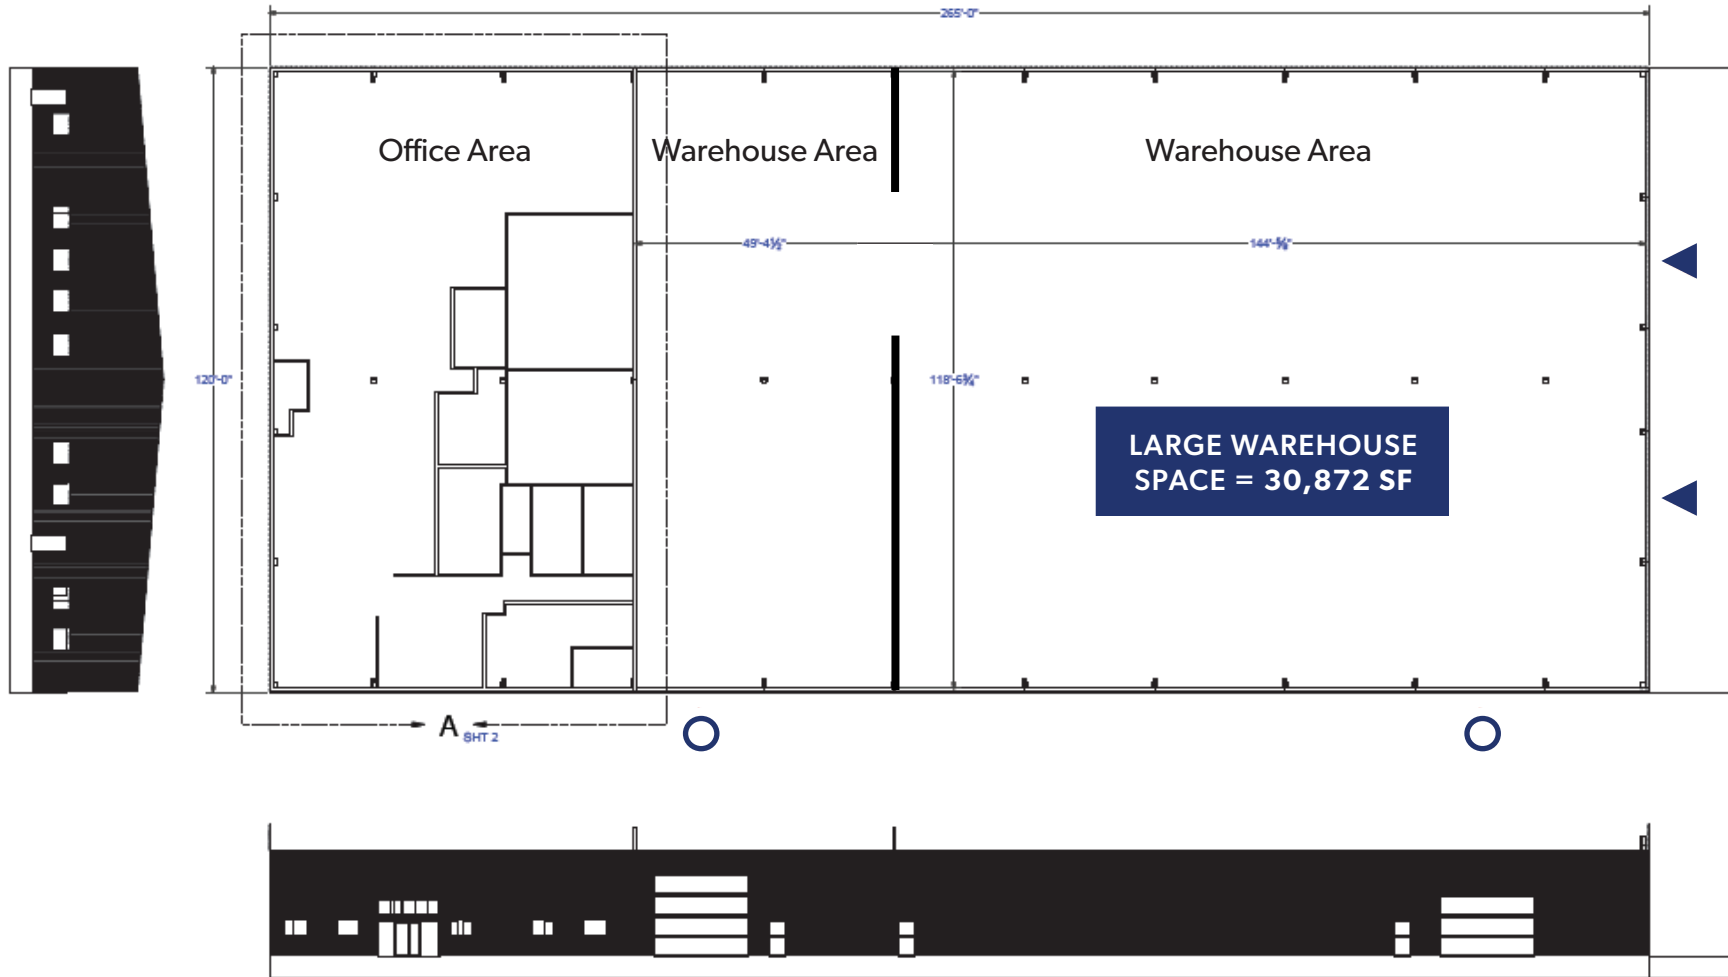 265'-0"
Office Area
Warehouse Area
Warehouse Area
49'-4½"
144'-⅝"
120'-0"
118'-6¾"
LARGE WAREHOUSE
SPACE = 30,872 SF
A
SHT 2